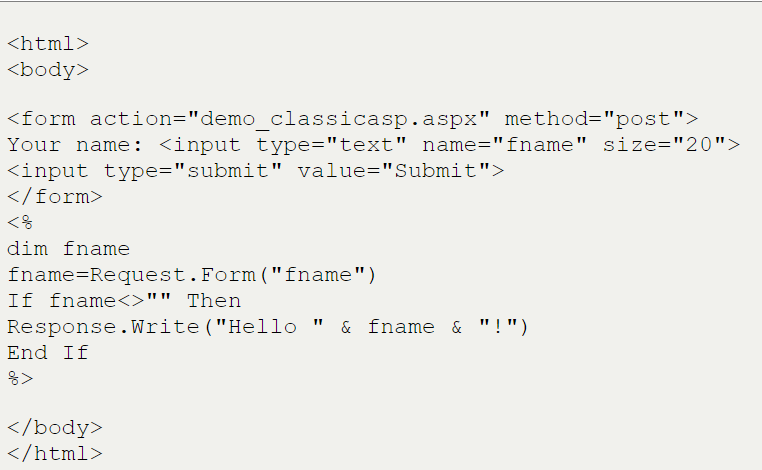 <html>
<body>
<form action="demo_classicasp.aspx" method="post">
Your name: <input type="text" name="fname" size="20">
<input type="submit" value="Submit">
</form>
<%
dim fname
fname=Request.Form("fname")
If fname<>"" Then
Response.Write("Hello " & fname & "!")
End If
%>
</body>
</html>